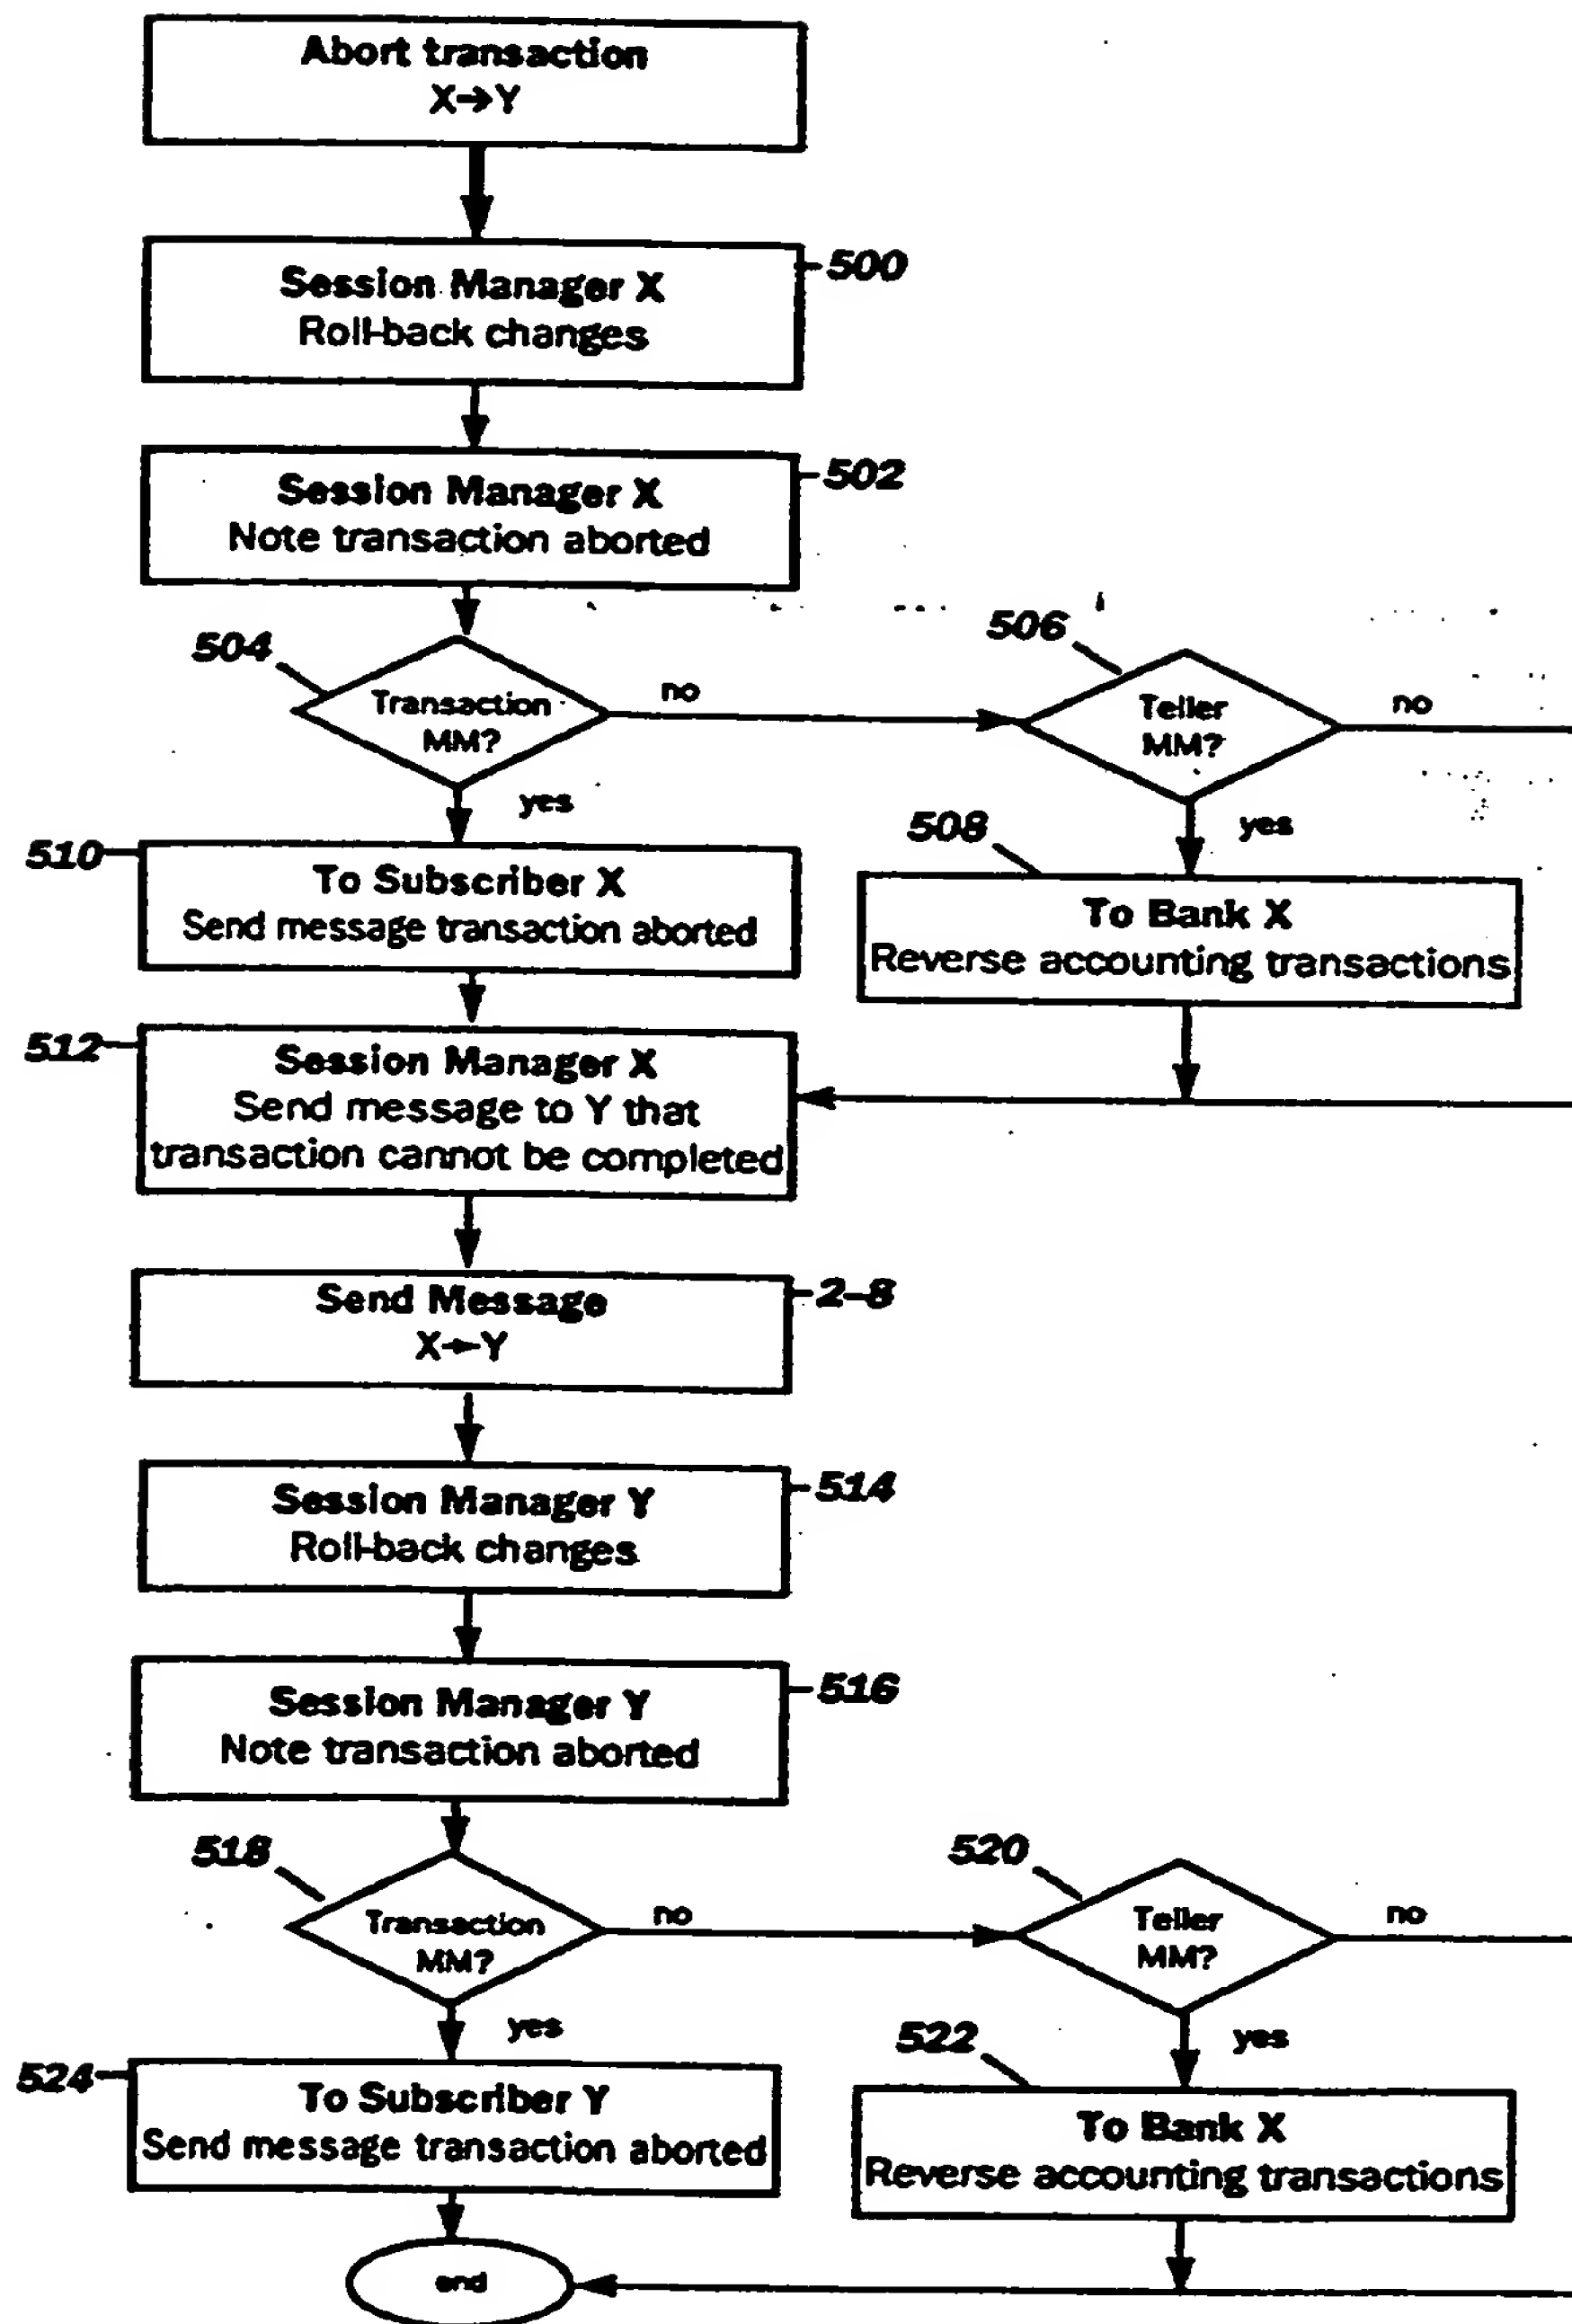 Abort transaction
X→Y
500
Session Manager X
Roll-back changes
502
Session Manager X
Note transaction aborted
504
Transaction
MM?
no
yes
506
Teller
MM?
no
yes
508
To Bank X
Reverse accounting transactions
510
To Subscriber X
Send message transaction aborted
512
Session Manager X
Send message to Y that
transaction cannot be completed
2-8
Send Message
X→Y
514
Session Manager Y
Roll-back changes
516
Session Manager Y
Note transaction aborted
518
Transaction
MM?
no
yes
520
Teller
MM?
no
yes
522
To Bank X
Reverse accounting transactions
524
To Subscriber Y
Send message transaction aborted
end